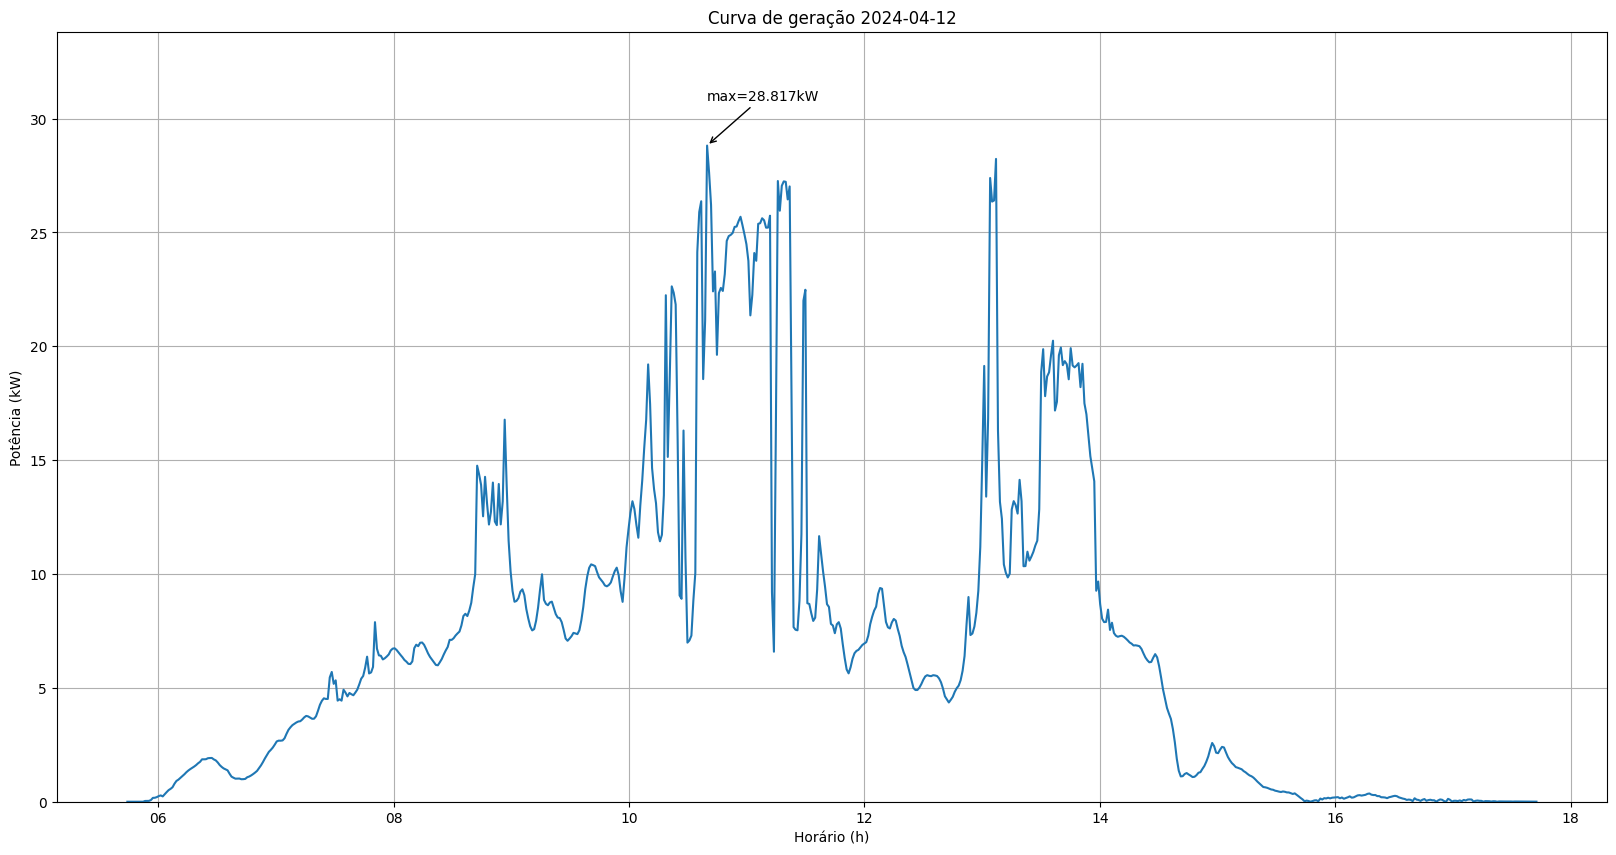 Curva de geração 2024-04-12
max=28.817kW
30
25
20
15
10
5
0
Potência (kW)
06 08 10 12 14 16 18
Horário (h)